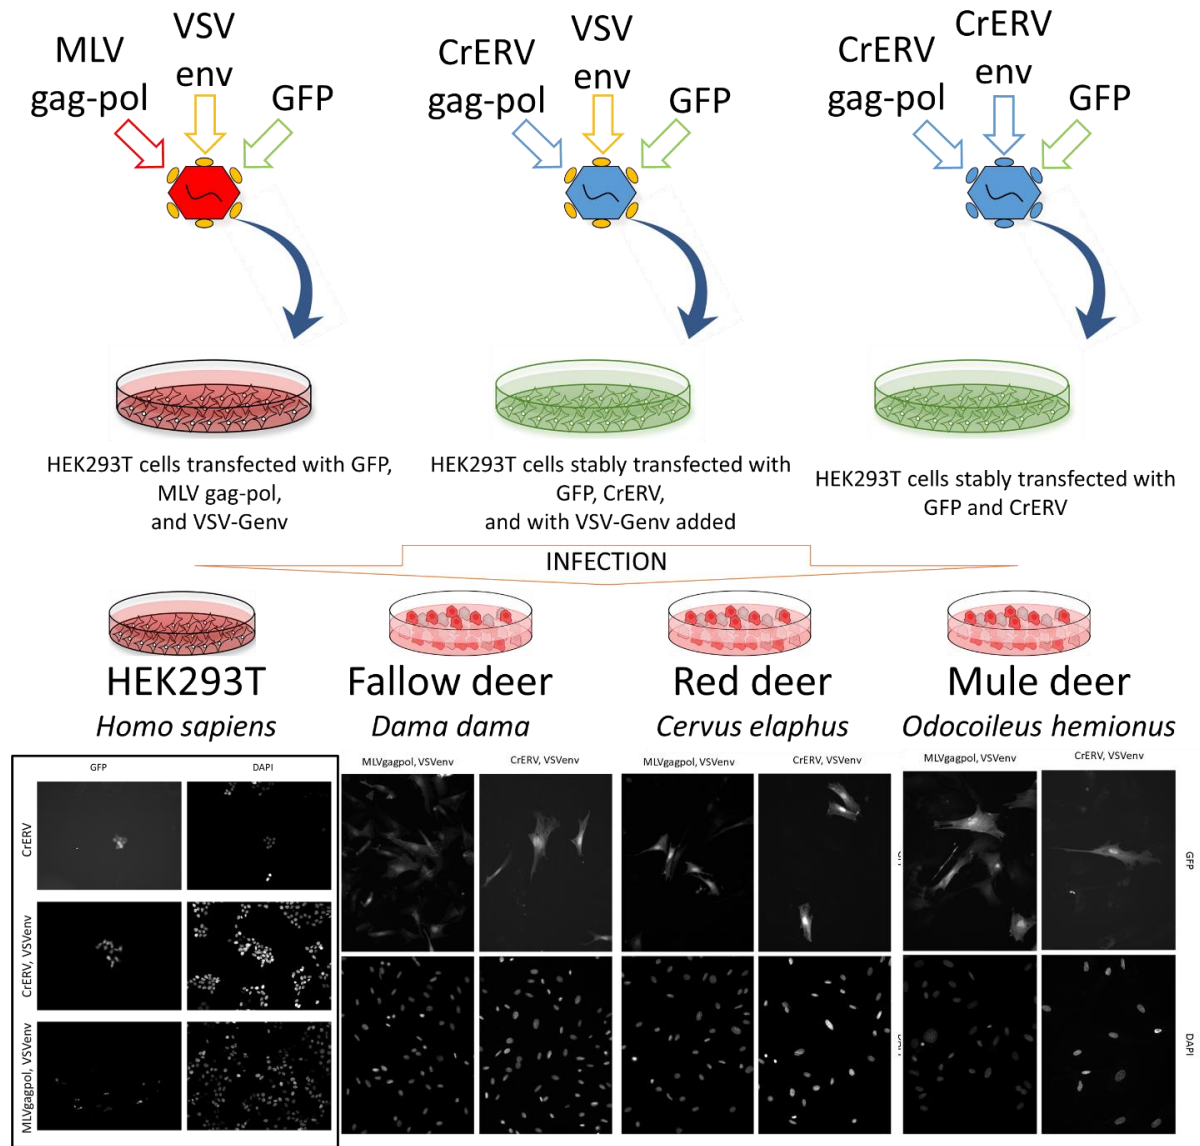 MLV
gag-pol
VSV
env
GFP
CrERV
gag-pol
VSV
env
GFP
CrERV
gag-pol
CrERV
env
GFP
HEK293T cells transfected with GFP,
MLV gag-pol,
and VSV-Genv
HEK293T cells stably transfected with
GFP, CrERV,
and with VSV-Genv added
HEK293T cells stably transfected with
GFP and CrERV
INFECTION
HEK293T
Homo sapiens
Fallow deer
Dama dama
Red deer
Cervus elaphus
Mule deer
Odocoileus hemionus
GFP
DAPI
CrERV
CrERV, VSVenv
MLVgagpol, VSVenv
MLVgagpol, VSVenv
CrERV, VSVenv
MLVgagpol, VSVenv
CrERV, VSVenv
MLVgagpol, VSVenv
CrERV, VSVenv
GFP
DAPI